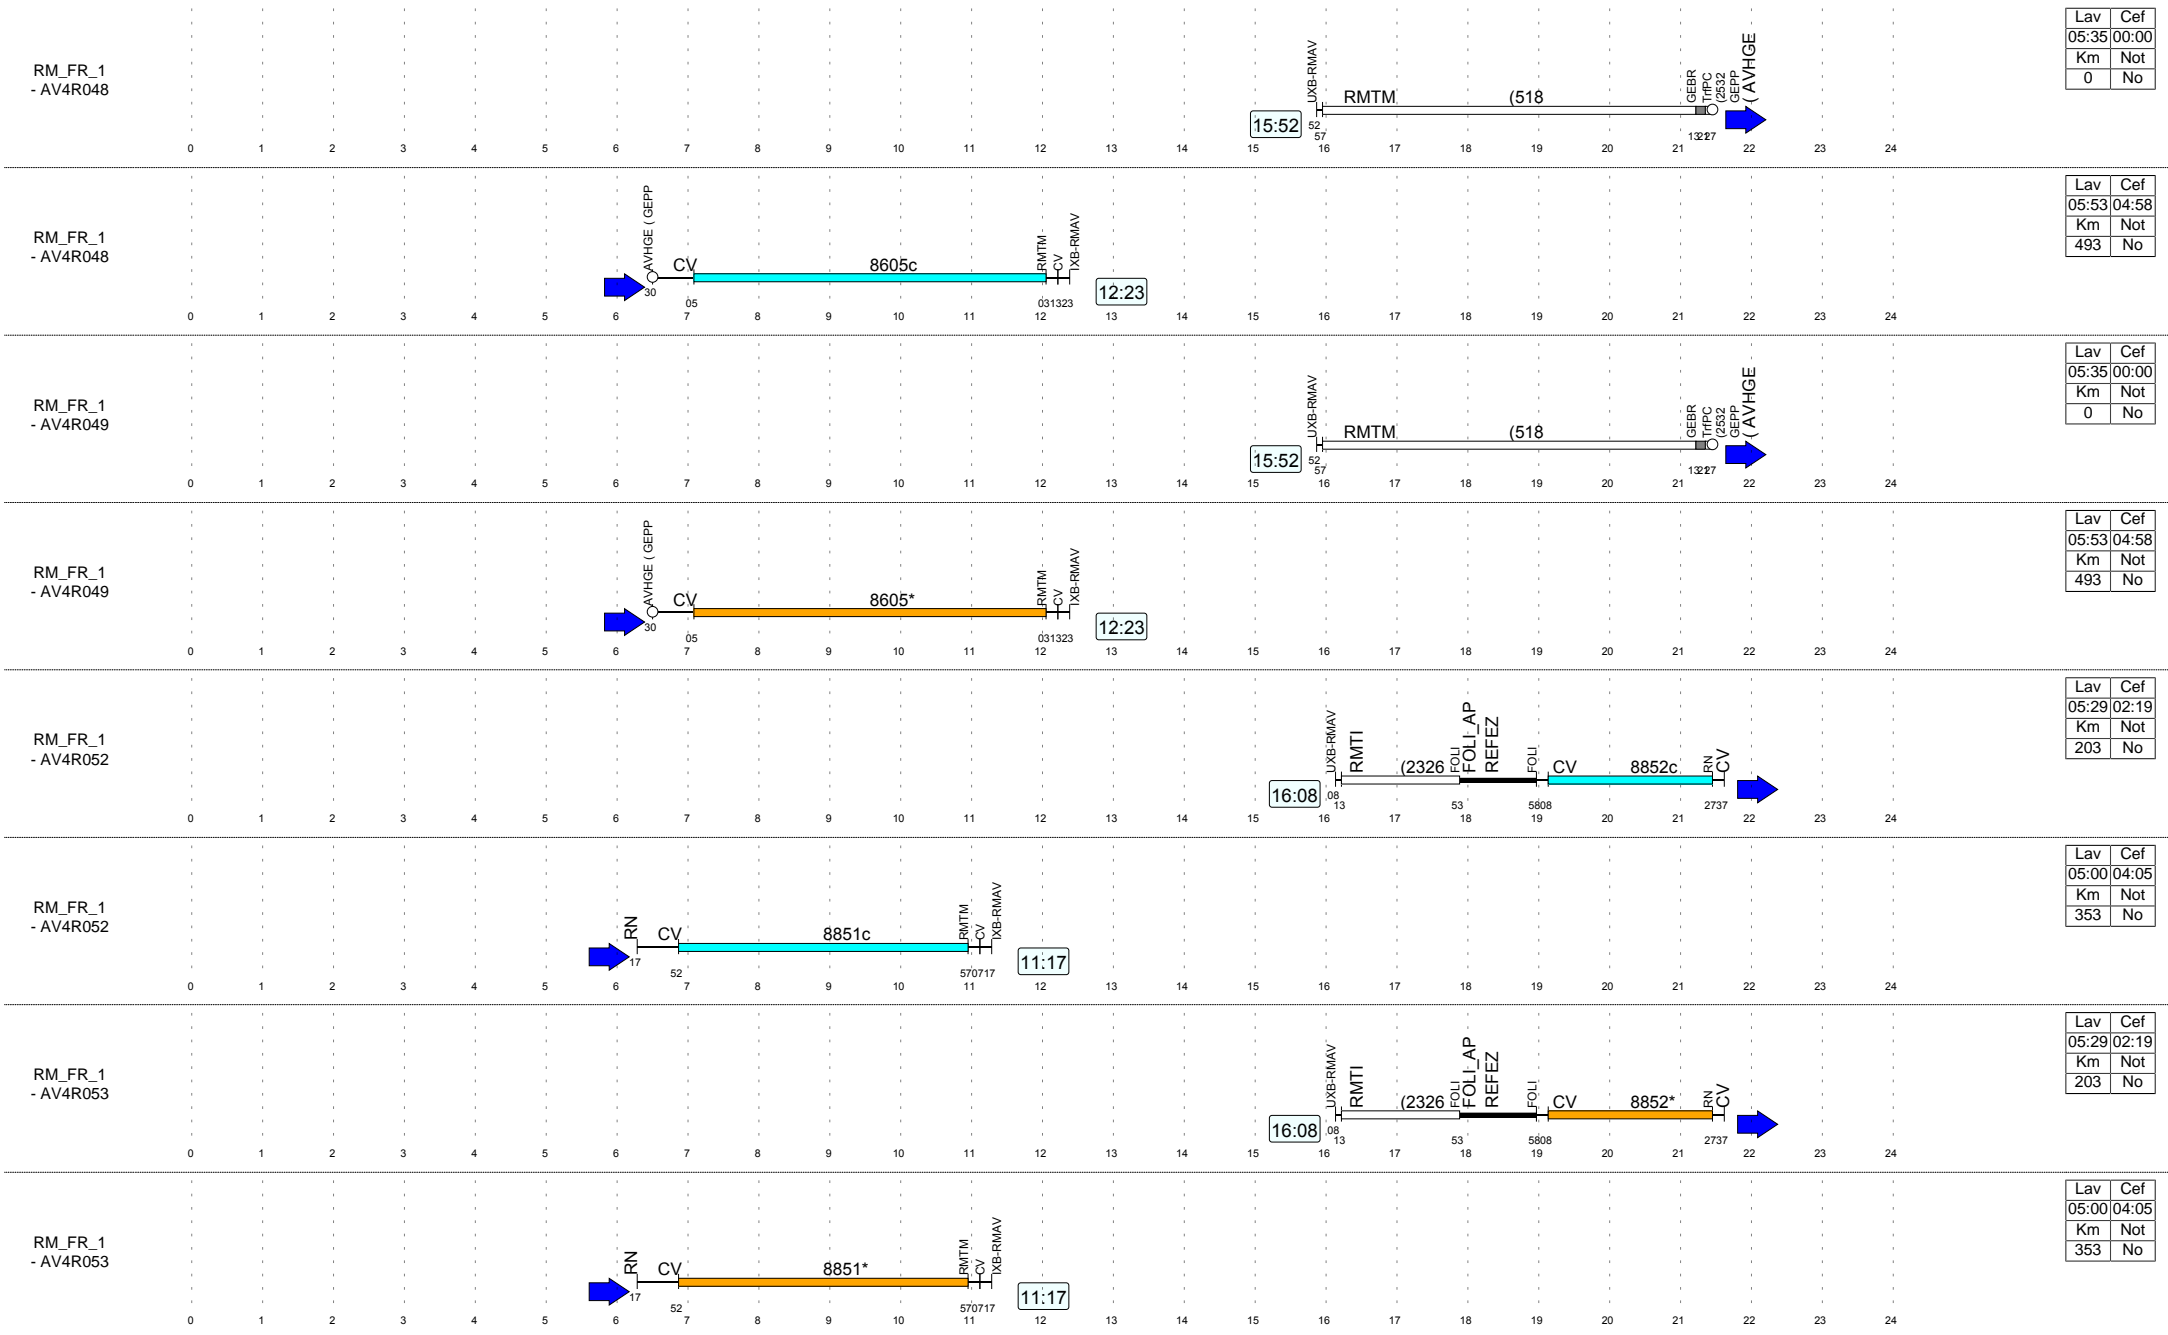 Lav Cef
05:35 00:00
Km Not
0 No
RM_FR_1
- AV4R048
15:52
UXB-RMAV
52
57
RMTM (518
GEBR
TrfPC
(2532
GEPP
( AVHGE
13 21 27
0 1 2 3 4 5 6 7 8 9 10 11 12 13 14 15 16 17 18 19 20 21 22 23 24
Lav Cef
05:53 04:58
Km Not
493 No
RM_FR_1
- AV4R048
AVHGE ( GEPP
30
CV 8605c
05
RMTM
CV
IXB-RMAV
031323
12:23
0 1 2 3 4 5 6 7 8 9 10 11 12 13 14 15 16 17 18 19 20 21 22 23 24
Lav Cef
05:35 00:00
Km Not
0 No
RM_FR_1
- AV4R049
15:52
UXB-RMAV
52
57
RMTM (518
GEBR
TrfPC
(2532
GEPP
( AVHGE
13 21 27
0 1 2 3 4 5 6 7 8 9 10 11 12 13 14 15 16 17 18 19 20 21 22 23 24
Lav Cef
05:53 04:58
Km Not
493 No
RM_FR_1
- AV4R049
AVHGE ( GEPP
30
CV 8605*
05
RMTM
CV
IXB-RMAV
031323
12:23
0 1 2 3 4 5 6 7 8 9 10 11 12 13 14 15 16 17 18 19 20 21 22 23 24
Lav Cef
05:29 02:19
Km Not
203 No
RM_FR_1
- AV4R052
16:08
UXB-RMAV
08
13
RMTI
(2326
FOLI
FOLI_AP
REFEZ
FOLI
CV 8852c
RN
CV
53
5808
2737
0 1 2 3 4 5 6 7 8 9 10 11 12 13 14 15 16 17 18 19 20 21 22 23 24
Lav Cef
05:00 04:05
Km Not
353 No
RM_FR_1
- AV4R052
RN
17
CV 8851c
52
RMTM
CV
IXB-RMAV
570717
11:17
0 1 2 3 4 5 6 7 8 9 10 11 12 13 14 15 16 17 18 19 20 21 22 23 24
Lav Cef
05:29 02:19
Km Not
203 No
RM_FR_1
- AV4R053
16:08
UXB-RMAV
08
13
RMTI
(2326
FOLI
FOLI_AP
REFEZ
FOLI
CV 8852*
RN
CV
53
5808
2737
0 1 2 3 4 5 6 7 8 9 10 11 12 13 14 15 16 17 18 19 20 21 22 23 24
Lav Cef
05:00 04:05
Km Not
353 No
RM_FR_1
- AV4R053
RN
17
CV 8851*
52
RMTM
CV
IXB-RMAV
570717
11:17
0 1 2 3 4 5 6 7 8 9 10 11 12 13 14 15 16 17 18 19 20 21 22 23 24